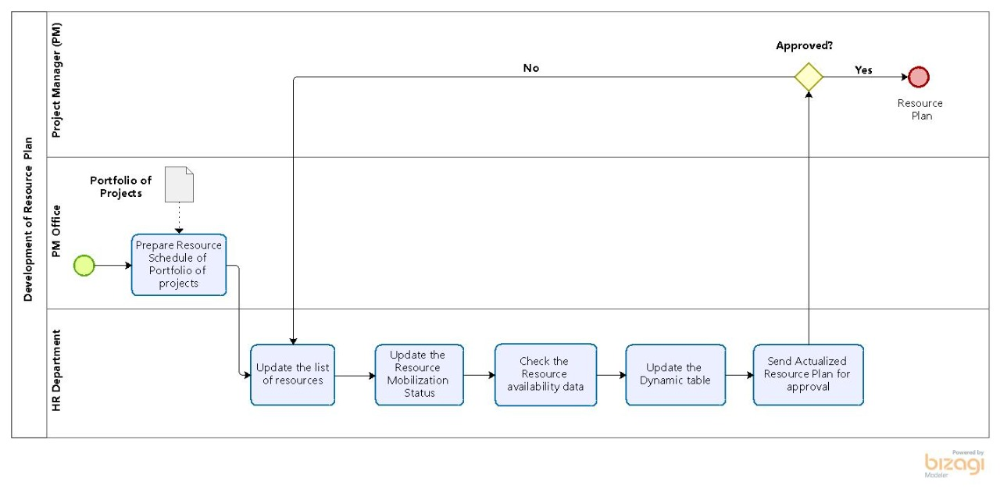 Development of Resource Plan
Project Manager (PM)
Approved?
No
Yes
Resource
Plan
PM Office
Portfolio of
Projects
Prepare Resource
Schedule of
Portfolio of
projects
HR Department
Update the list
of resources
Update the
Resource
Mobilization
Status
Check the
Resource
availability data
Update the
Dynamic table
Send Actualized
Resource Plan for
approval
Powered by
bizagi
Modeler